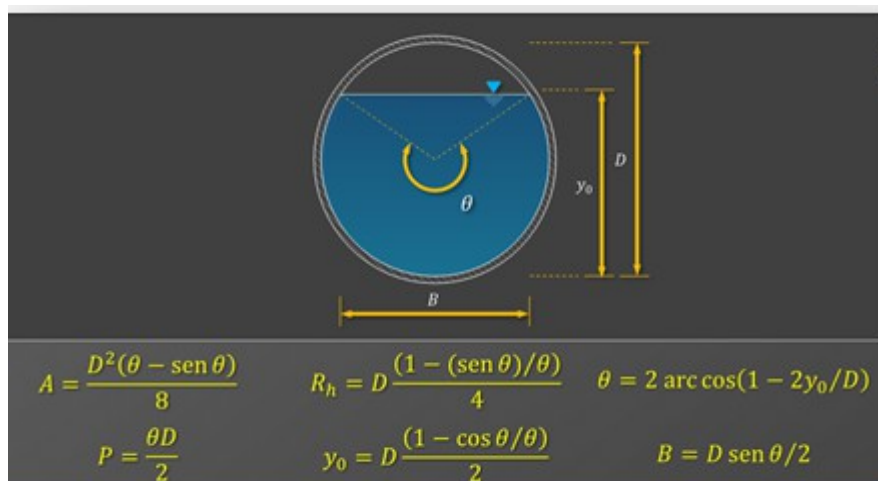 D
y₀
θ
B
A = D²(θ − sen θ) / 8
R_h = D (1 − (sen θ)/θ) / 4
θ = 2 arc cos(1 − 2y₀/D)
P = θD / 2
y₀ = D (1 − cos θ/θ) / 2
B = D sen θ/2